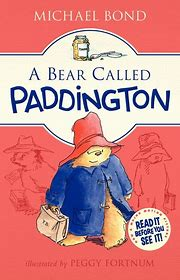 MICHAEL BOND
A BEAR CALLED
PADDINGTON
READ IT
BEFORE YOU
SEE IT!
illustrated by PEGGY FORTNUM